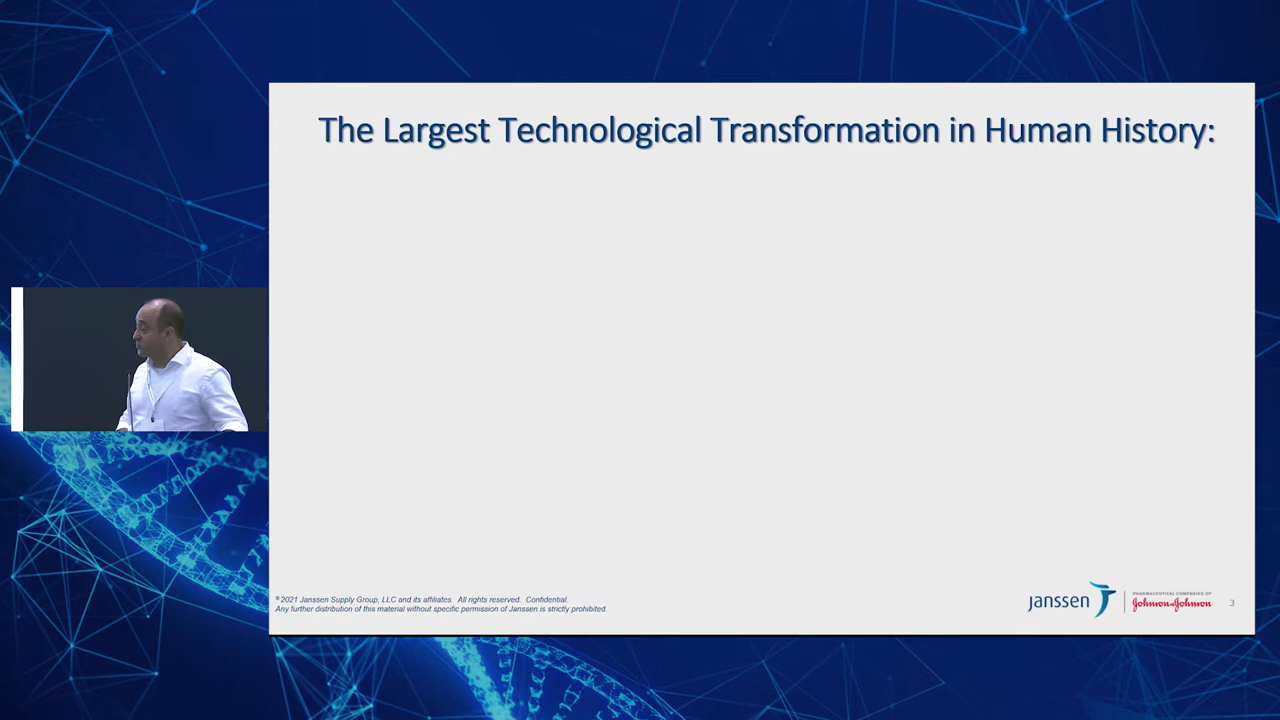 The Largest Technological Transformation in Human History:
© 2021 Janssen Supply Group, LLC and its affiliates. All rights reserved. Confidential.
Any further distribution of this material without specific permission of Janssen is strictly prohibited.
janssen
PHARMACEUTICAL COMPANIES OF
Johnson & Johnson
3